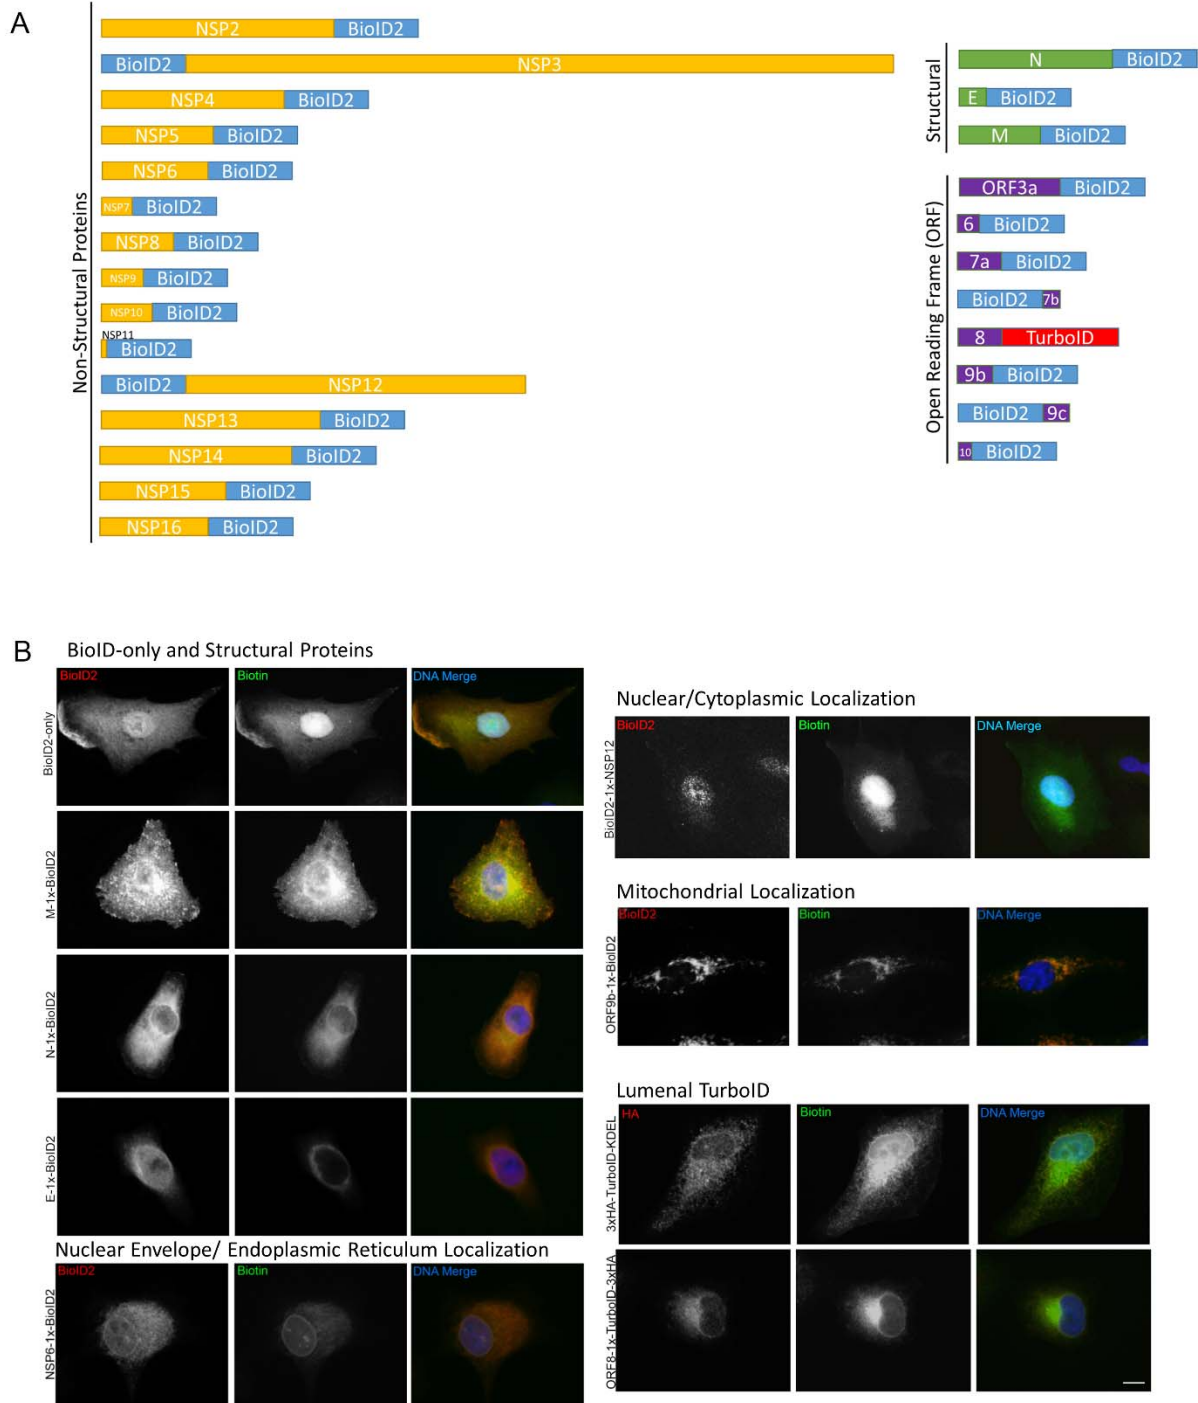 A
Non-Structural Proteins
NSP2 BioID2
BioID2 NSP3
NSP4 BioID2
NSP5 BioID2
NSP6 BioID2
NSP7 BioID2
NSP8 BioID2
NSP9 BioID2
NSP10 BioID2
NSP11
BioID2
BioID2 NSP12
NSP13 BioID2
NSP14 BioID2
NSP15 BioID2
NSP16 BioID2
Structural
N BioID2
E BioID2
M BioID2
Open Reading Frame (ORF)
ORF3a BioID2
6 BioID2
7a BioID2
BioID2 7b
8 TurboID
9b BioID2
BioID2 9c
10 BioID2
B
BioID-only and Structural Proteins
BioID2 Biotin DNA Merge
BioID2-only
M-1x-BioID2
N-1x-BioID2
E-1x-BioID2
Nuclear Envelope/ Endoplasmic Reticulum Localization
BioID2 Biotin DNA Merge
NSP6-1x-BioID2
Nuclear/Cytoplasmic Localization
BioID2 Biotin DNA Merge
BioID2-1x-NSP12
Mitochondrial Localization
BioID2 Biotin DNA Merge
ORF9b-1x-BioID2
Lumenal TurboID
HA Biotin DNA Merge
3xHA-TurboID-KDEL
ORF8-1x-TurboID-3xHA